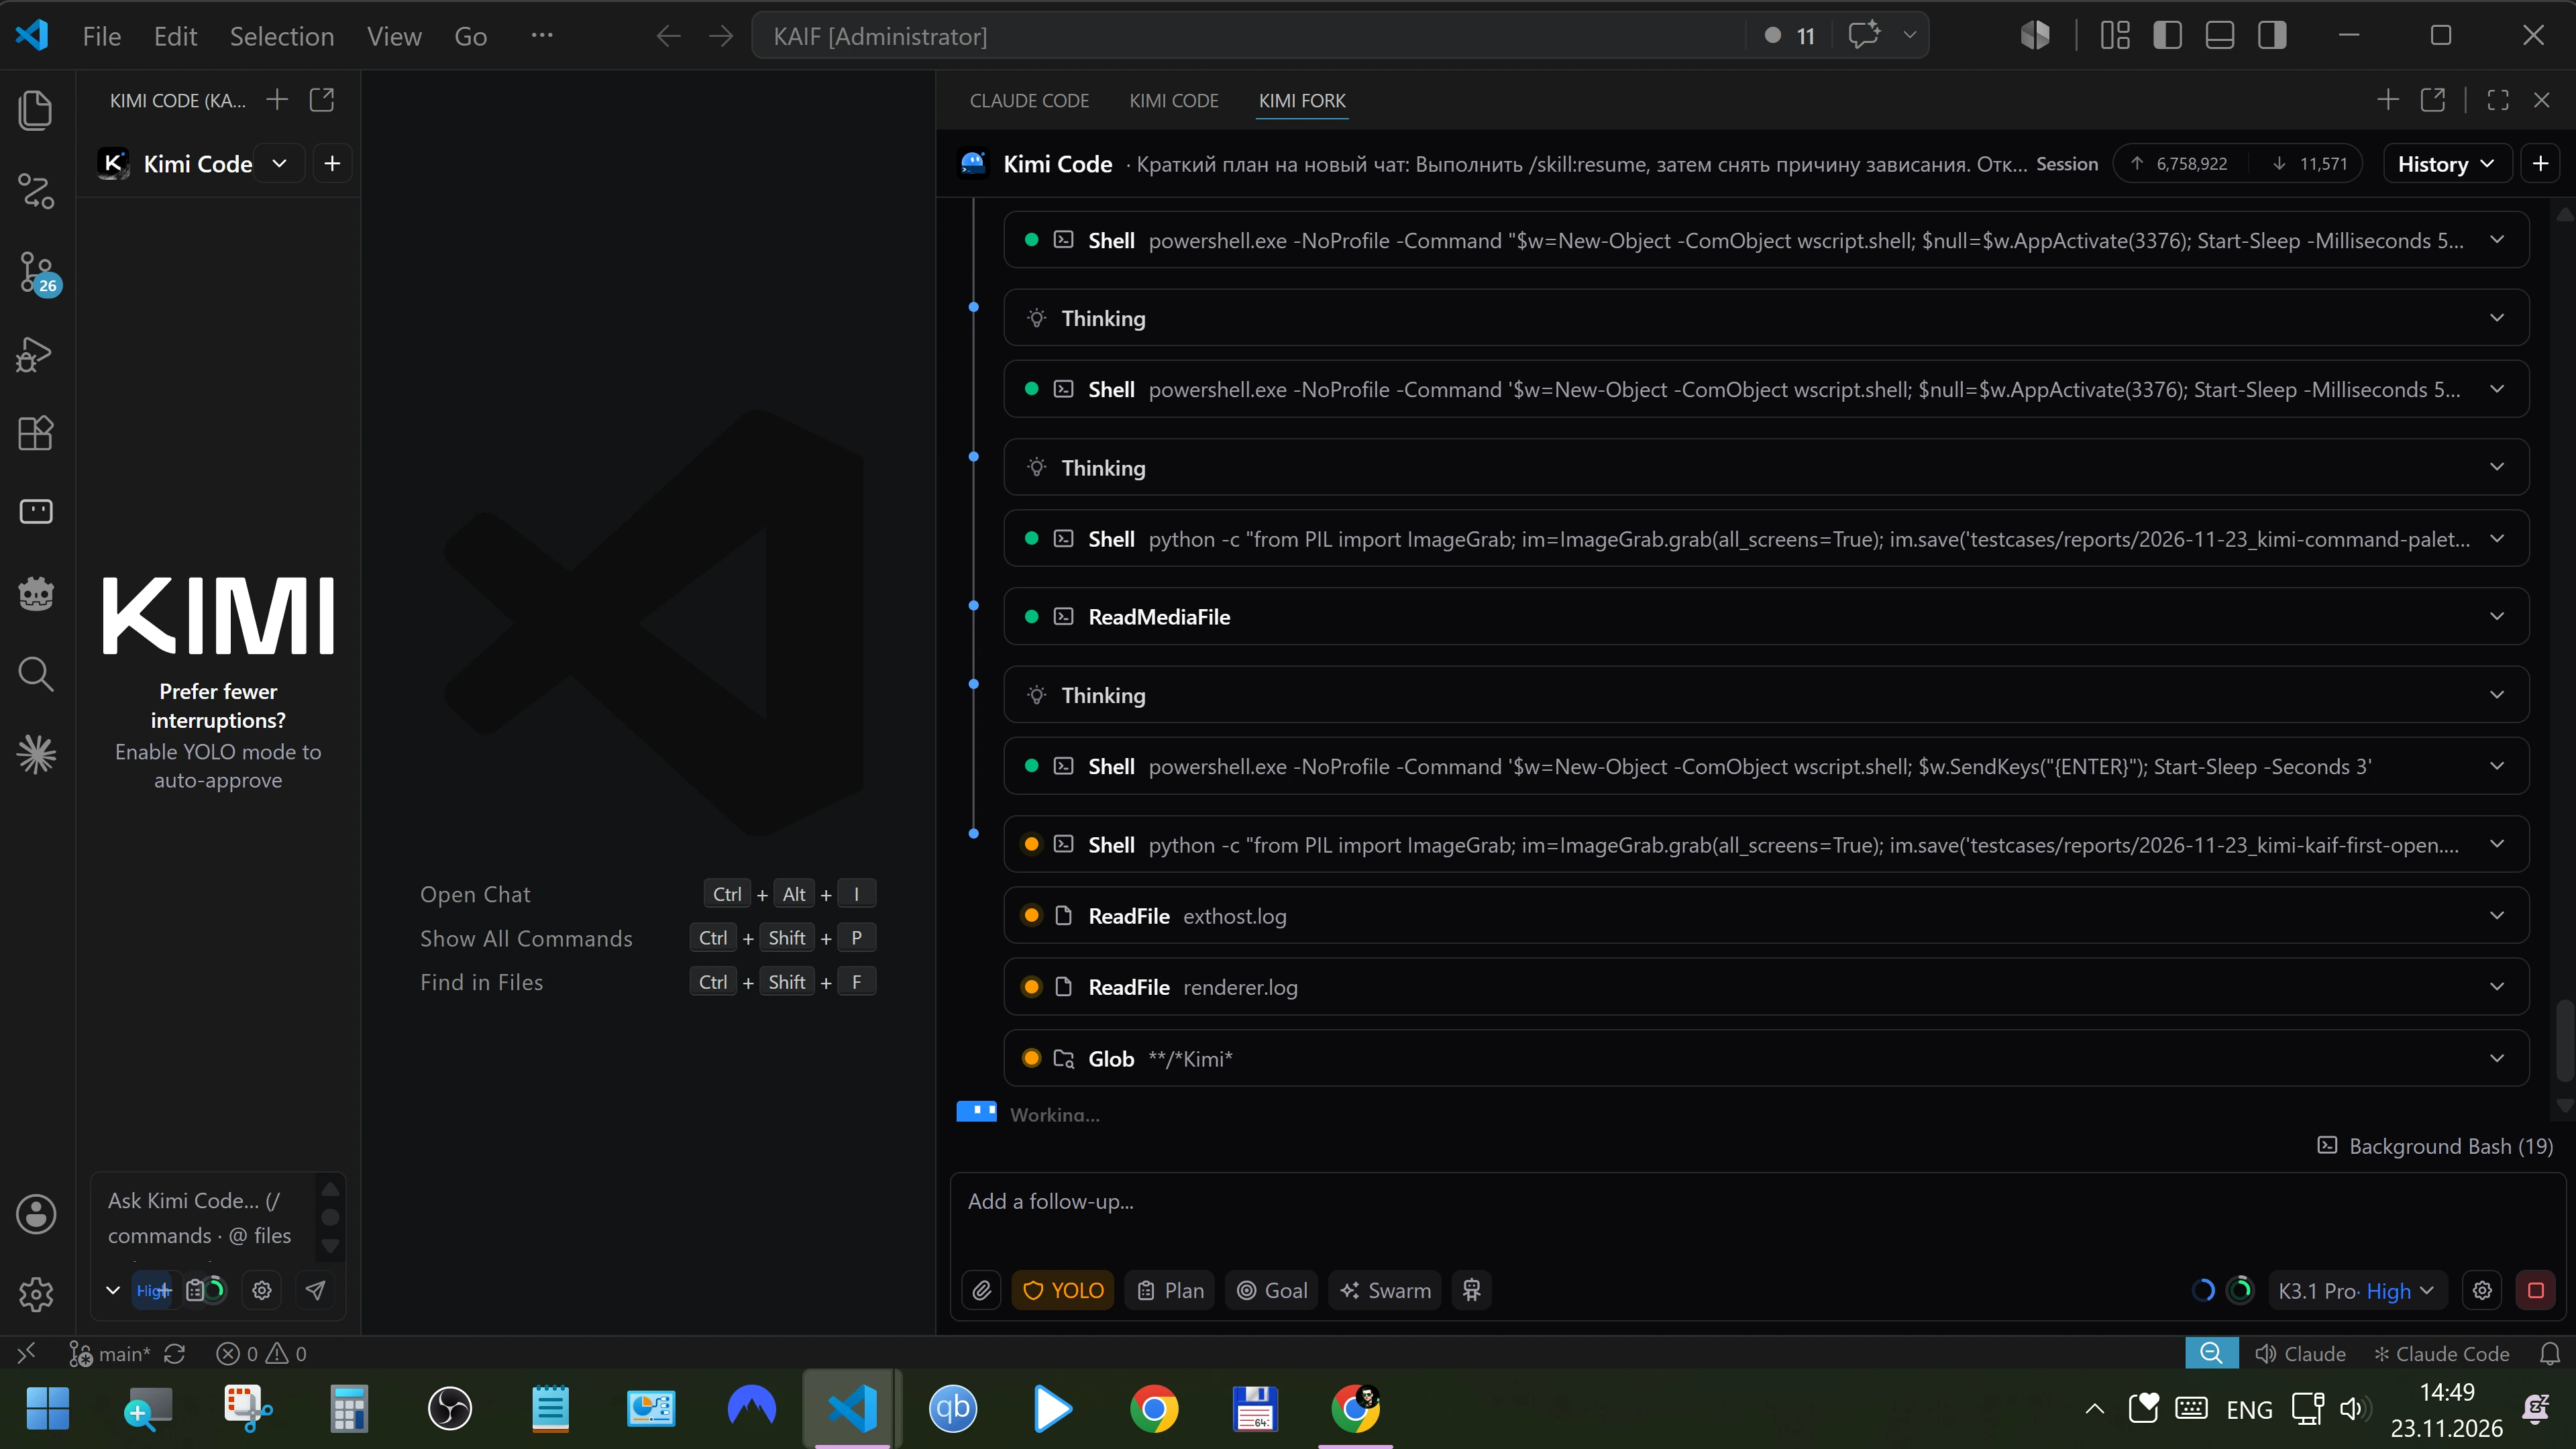 File Edit Selection View Go ···
KAIF [Administrator]
11
KIMI CODE (KA...
CLAUDE CODE KIMI CODE KIMI FORK
Kimi Code
Kimi Code · Краткий план на новый чат: Выполнить /skill:resume, затем снять причину зависания. Отк... Session ↑ 6,758,922 ↓ 11,571 History
Shell powershell.exe -NoProfile -Command "$w=New-Object -ComObject wscript.shell; $null=$w.AppActivate(3376); Start-Sleep -Milliseconds 5...
26
Thinking
Shell powershell.exe -NoProfile -Command '$w=New-Object -ComObject wscript.shell; $null=$w.AppActivate(3376); Start-Sleep -Milliseconds 5...
Thinking
Shell python -c "from PIL import ImageGrab; im=ImageGrab.grab(all_screens=True); im.save('testcases/reports/2026-11-23_kimi-command-palet...
ReadMediaFile
Thinking
Shell powershell.exe -NoProfile -Command '$w=New-Object -ComObject wscript.shell; $w.SendKeys("{ENTER}"); Start-Sleep -Seconds 3'
Shell python -c "from PIL import ImageGrab; im=ImageGrab.grab(all_screens=True); im.save('testcases/reports/2026-11-23_kimi-kaif-first-open....
ReadFile exthost.log
ReadFile renderer.log
Glob **/*Kimi*
Working...
Background Bash (19)
KIMI
Prefer fewer
interruptions?
Enable YOLO mode to
auto-approve
Open Chat Ctrl + Alt + I
Show All Commands Ctrl + Shift + P
Find in Files Ctrl + Shift + F
Ask Kimi Code... (/
commands · @ files
High
Add a follow-up...
YOLO Plan Goal Swarm
K3.1 Pro· High
main* 0 0
Claude Claude Code
qb
64:
ENG
14:49
23.11.2026